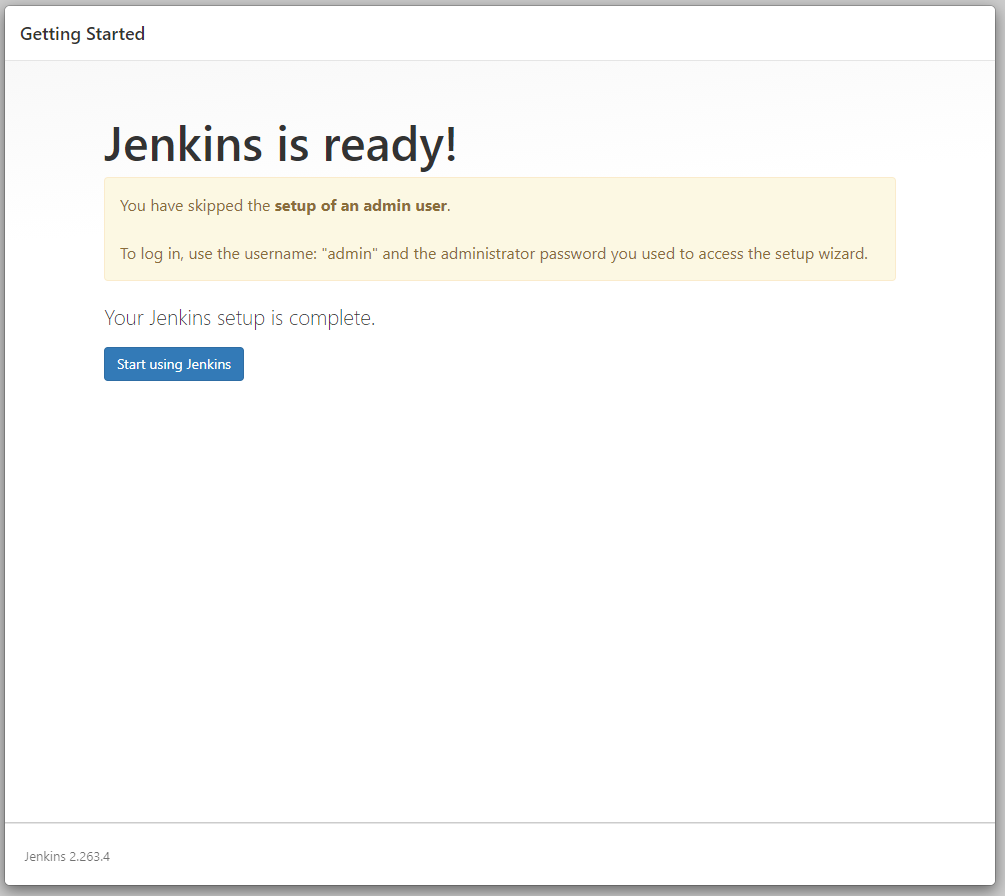 Getting Started
Jenkins is ready!
You have skipped the setup of an admin user.
To log in, use the username: "admin" and the administrator password you used to access the setup wizard.
Your Jenkins setup is complete.
Start using Jenkins
Jenkins 2.263.4